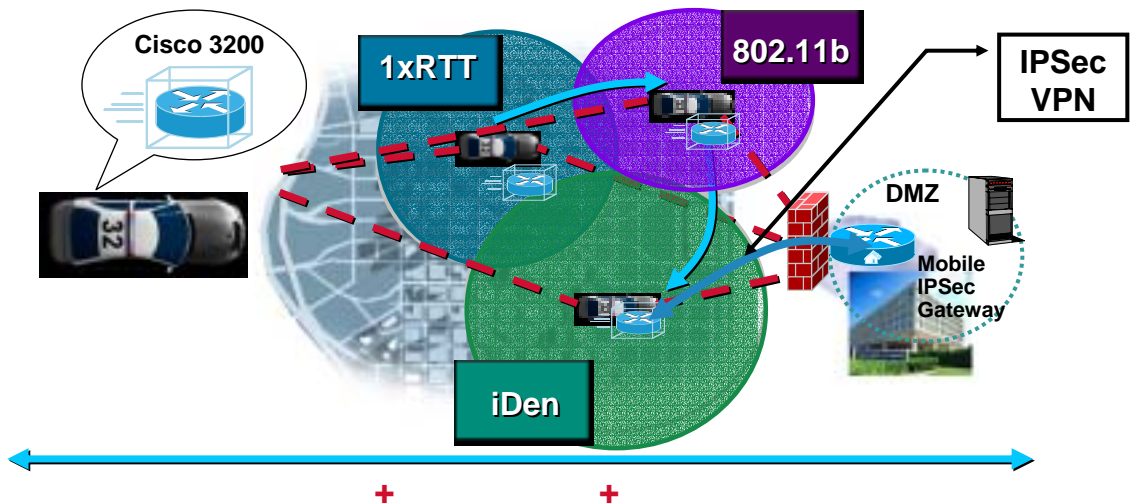 Cisco 3200
1xRTT
802.11b
IPSec
VPN
32
DMZ
Mobile
IPSec
Gateway
iDen
+ +